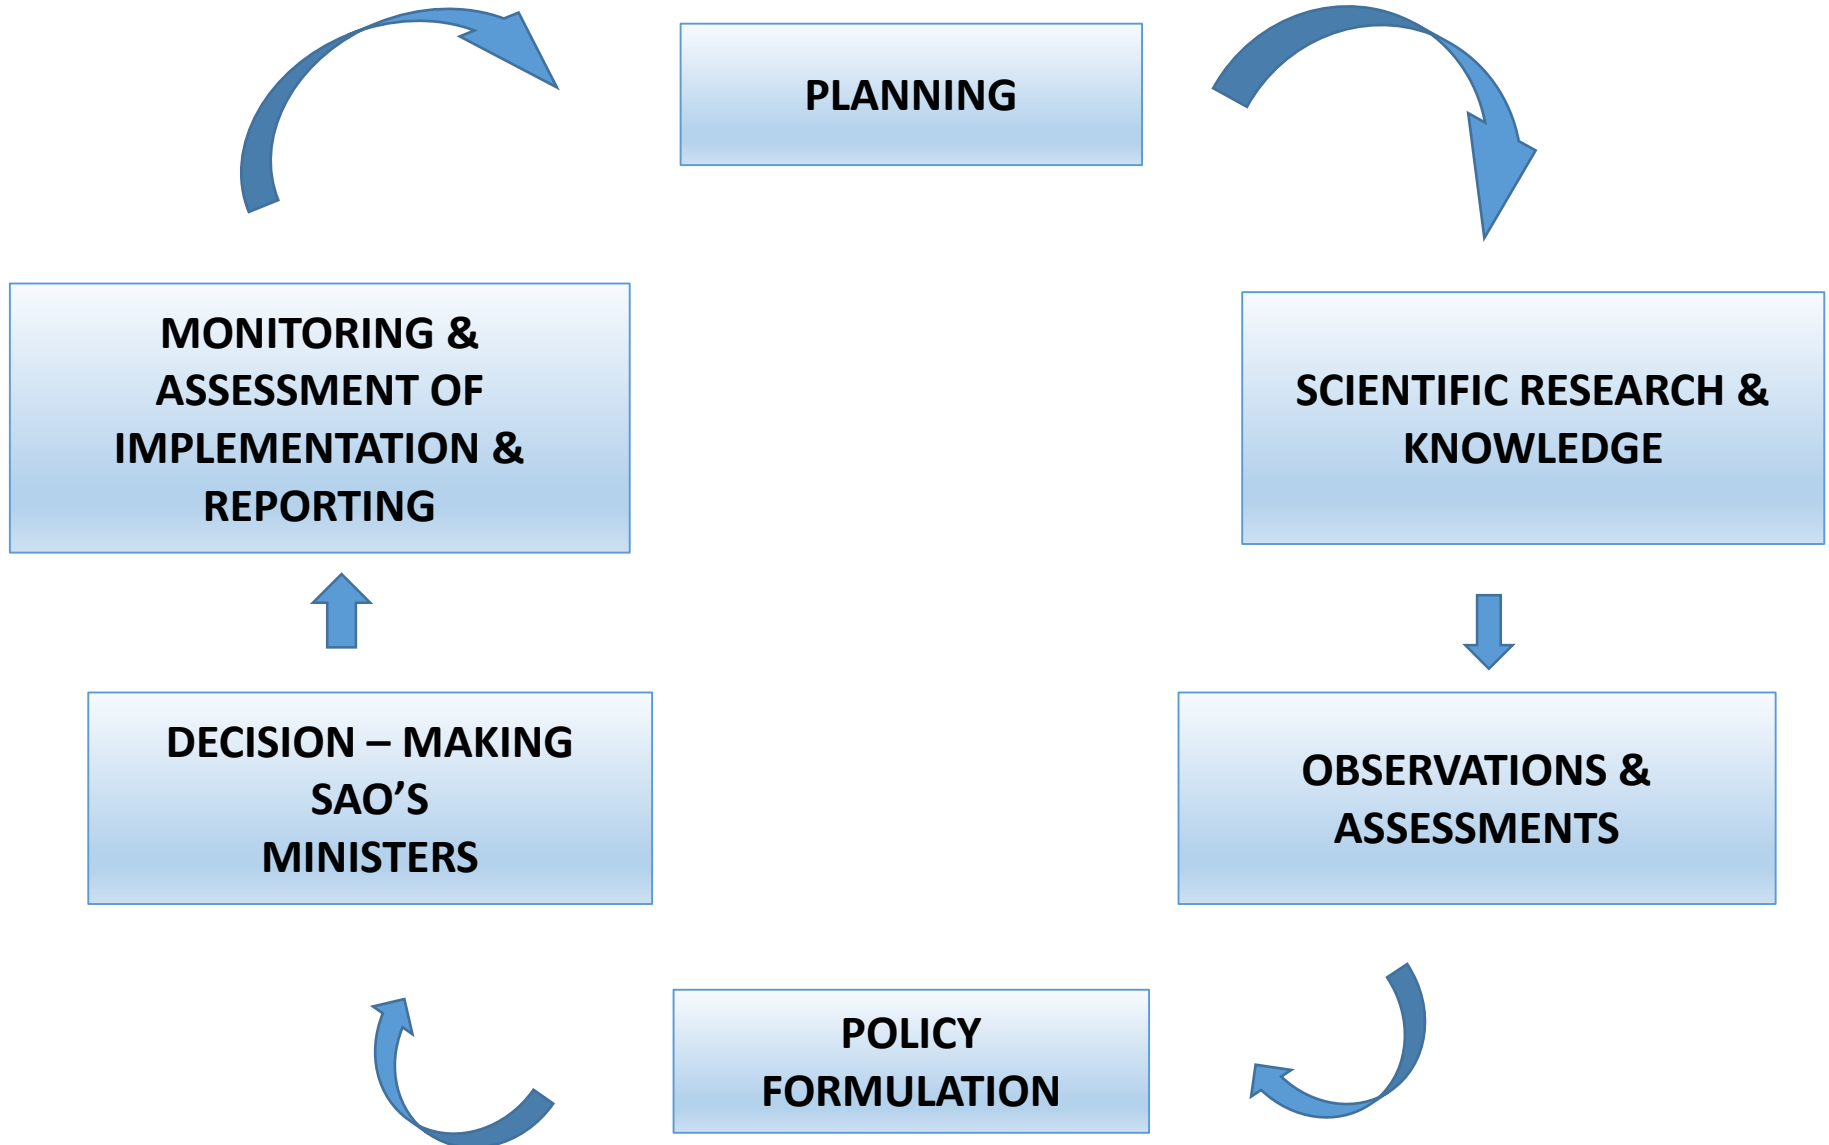 PLANNING
SCIENTIFIC RESEARCH &
KNOWLEDGE
OBSERVATIONS &
ASSESSMENTS
POLICY
FORMULATION
DECISION – MAKING
SAO’S
MINISTERS
MONITORING &
ASSESSMENT OF
IMPLEMENTATION &
REPORTING